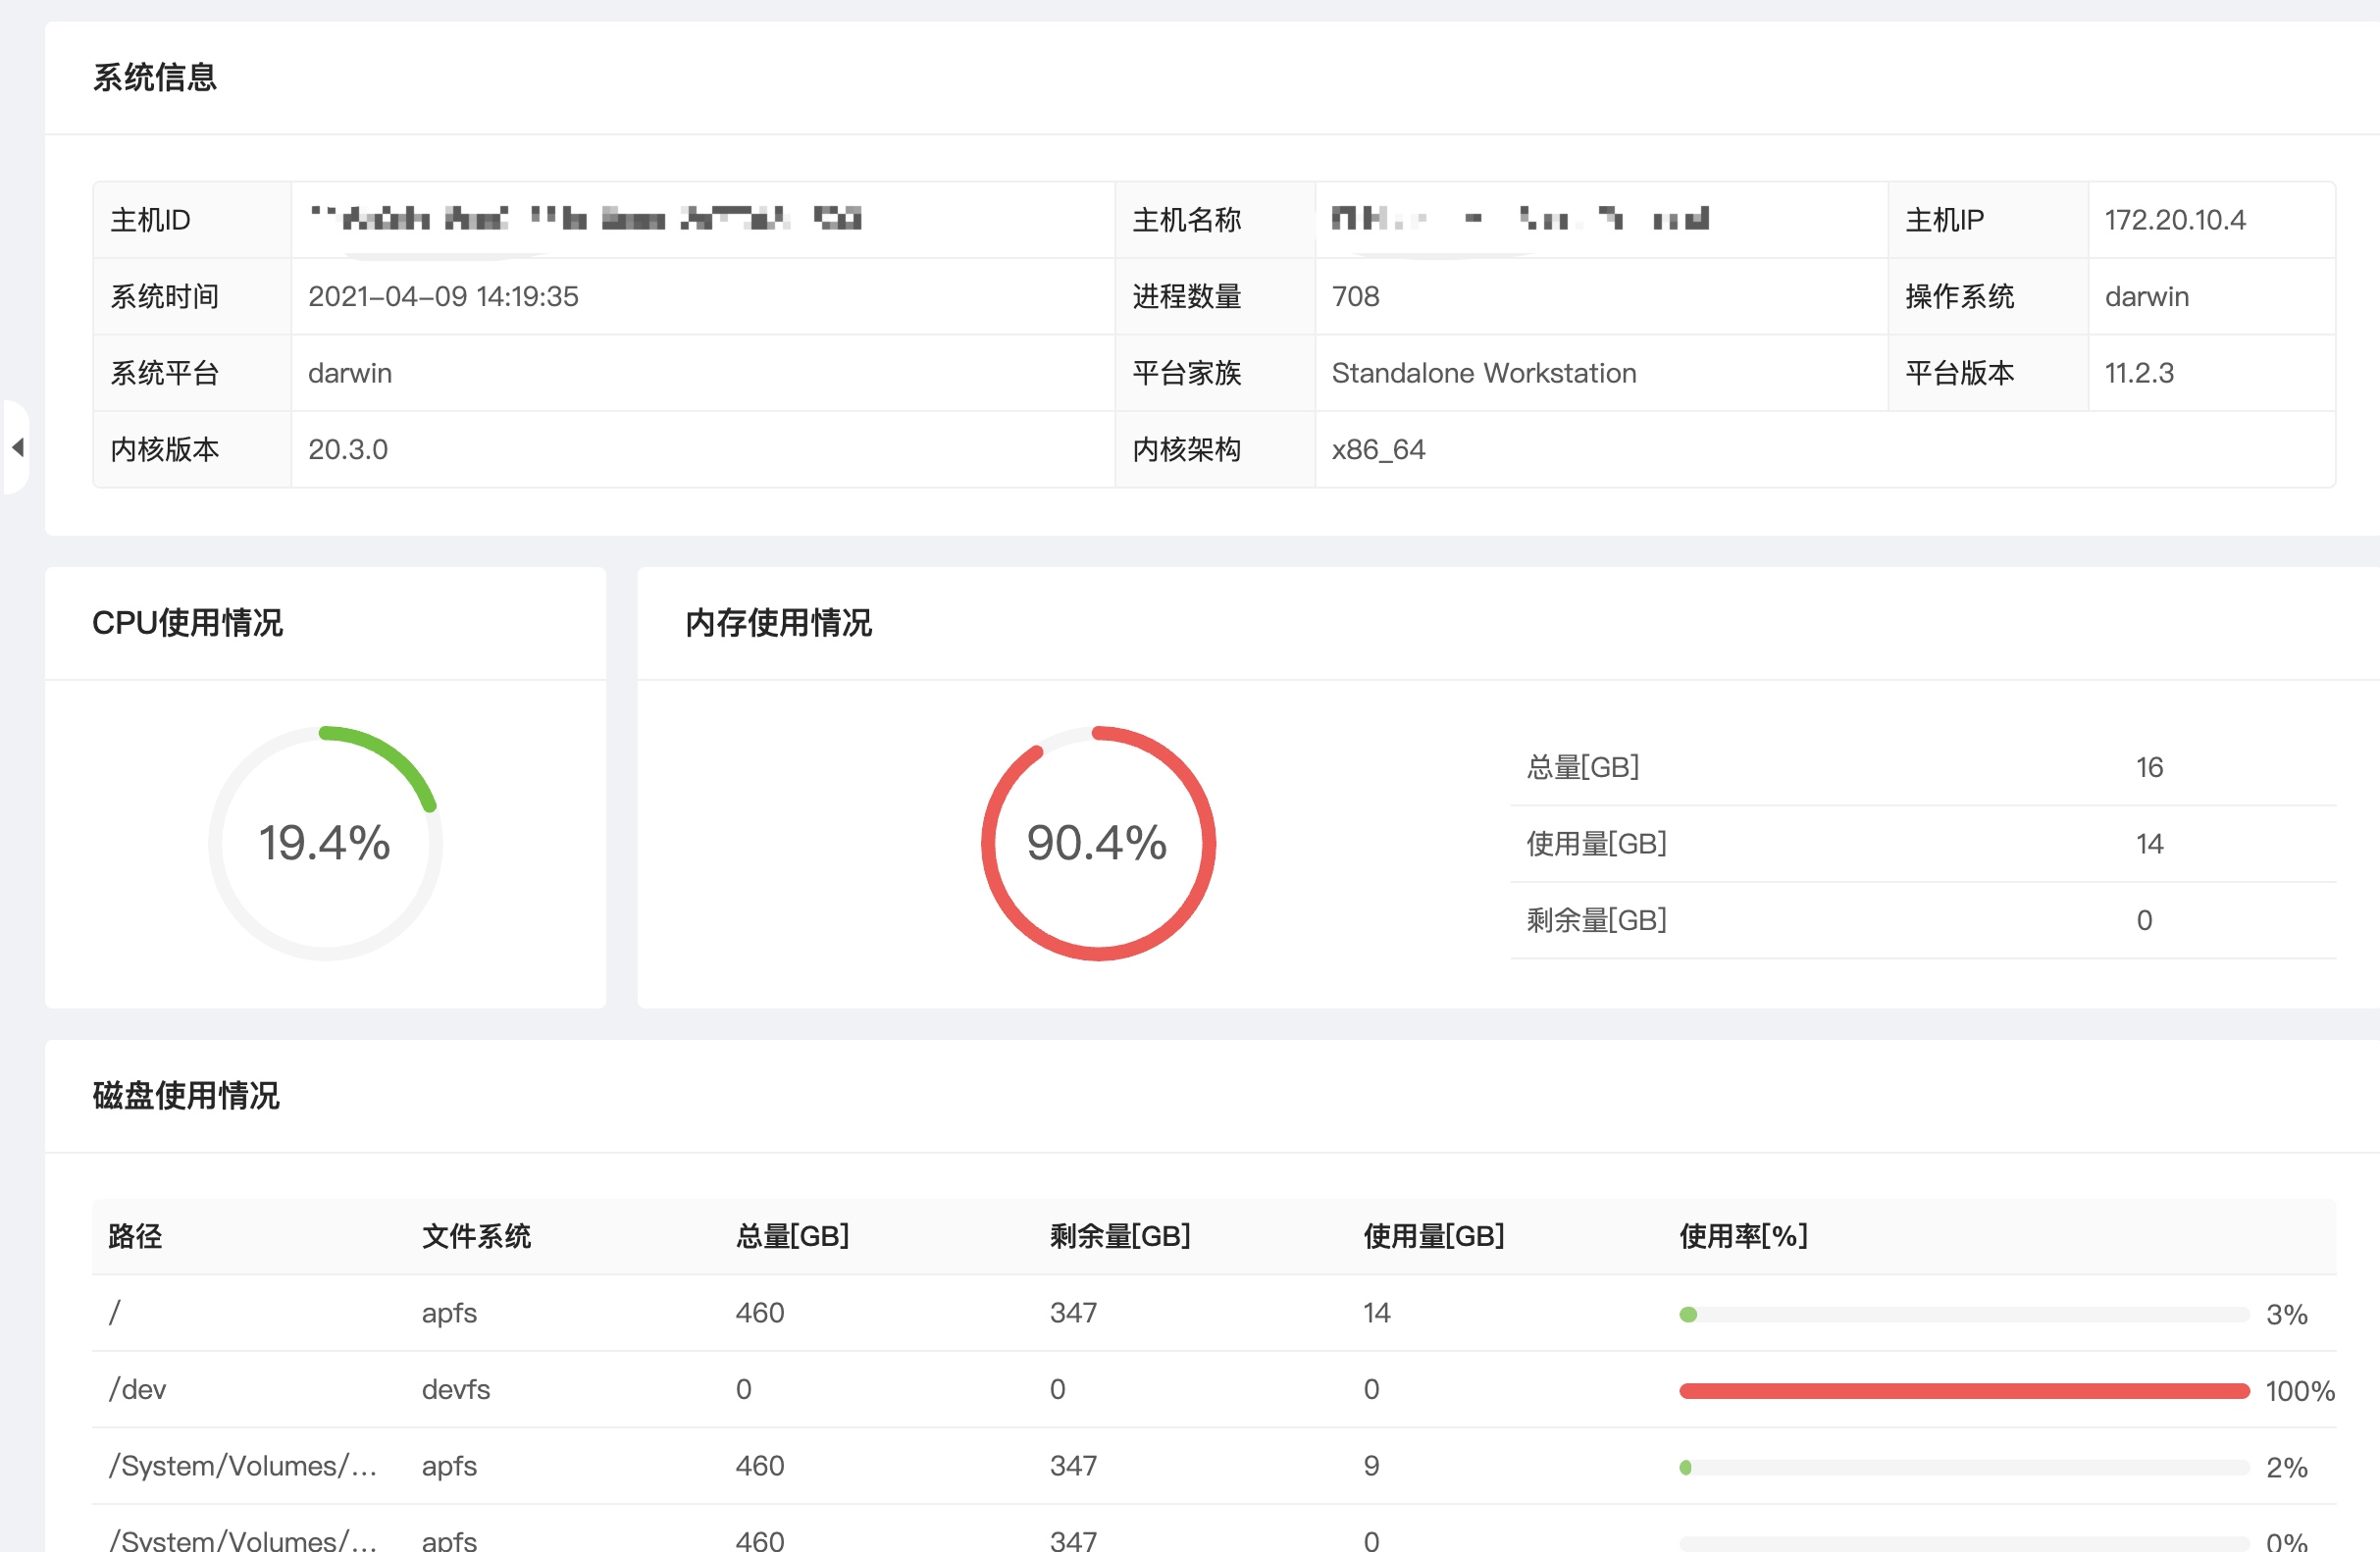 系统信息
主机ID 主机名称 主机IP 172.20.10.4
系统时间 2021-04-09 14:19:35 进程数量 708 操作系统 darwin
系统平台 darwin 平台家族 Standalone Workstation 平台版本 11.2.3
内核版本 20.3.0 内核架构 x86_64
CPU使用情况
19.4%
内存使用情况
90.4%
总量[GB] 16
使用量[GB] 14
剩余量[GB] 0
磁盘使用情况
路径 文件系统 总量[GB] 剩余量[GB] 使用量[GB] 使用率[%]
/ apfs 460 347 14 3%
/dev devfs 0 0 0 100%
/System/Volumes/... apfs 460 347 9 2%
/System/Volumes/... apfs 460 347 0 0%